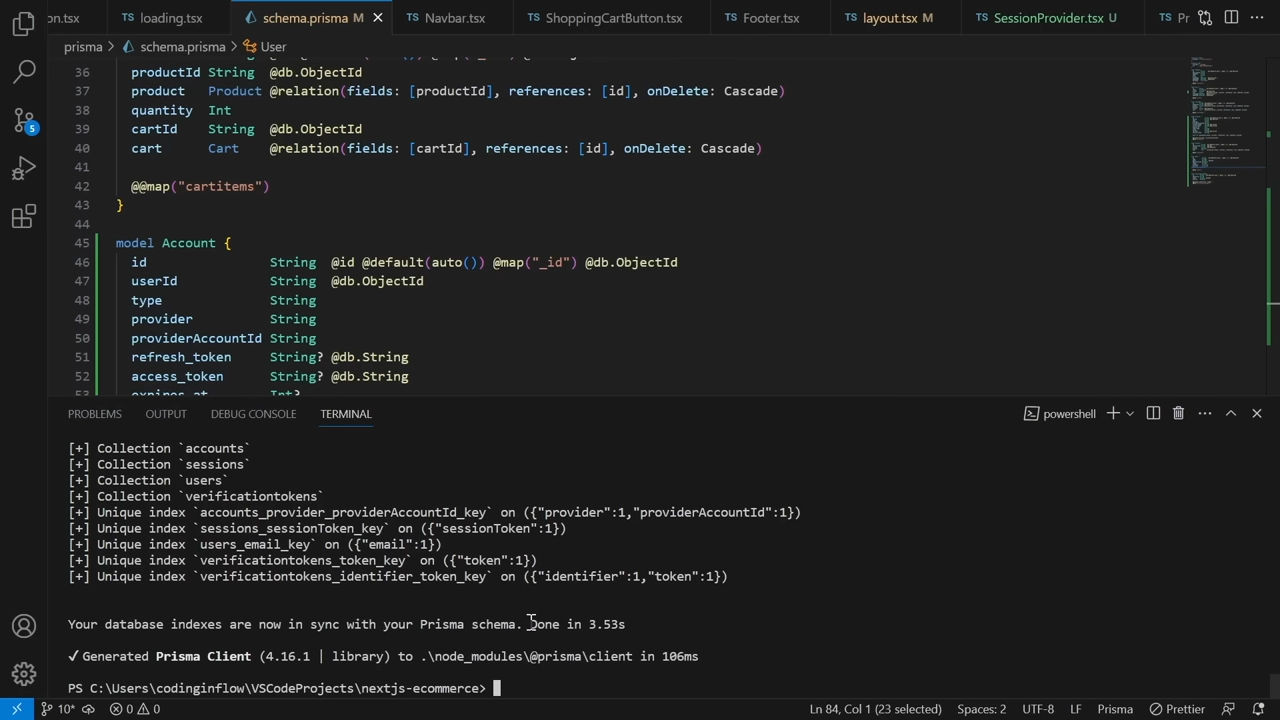 on.tsx loading.tsx schema.prisma M Navbar.tsx ShoppingCartButton.tsx Footer.tsx layout.tsx M SessionProvider.tsx U Pr
prisma > schema.prisma > User
36 productId String @db.ObjectId
37 product Product @relation(fields: [productId], references: [id], onDelete: Cascade)
38 quantity Int
39 cartId String @db.ObjectId
40 cart Cart @relation(fields: [cartId], references: [id], onDelete: Cascade)
41
42 @@map("cartitems")
43 }
44
45 model Account {
46 id String @id @default(auto()) @map("_id") @db.ObjectId
47 userId String @db.ObjectId
48 type String
49 provider String
50 providerAccountId String
51 refresh_token String? @db.String
52 access_token String? @db.String
53 expires_at Int?
5
PROBLEMS OUTPUT DEBUG CONSOLE TERMINAL powershell
[+] Collection `accounts`
[+] Collection `sessions`
[+] Collection `users`
[+] Collection `verificationtokens`
[+] Unique index `accounts_provider_providerAccountId_key` on ({"provider":1,"providerAccountId":1})
[+] Unique index `sessions_sessionToken_key` on ({"sessionToken":1})
[+] Unique index `users_email_key` on ({"email":1})
[+] Unique index `verificationtokens_token_key` on ({"token":1})
[+] Unique index `verificationtokens_identifier_token_key` on ({"identifier":1,"token":1})
Your database indexes are now in sync with your Prisma schema. Done in 3.53s
✓ Generated Prisma Client (4.16.1 | library) to .\node_modules\@prisma\client in 106ms
PS C:\Users\codinginflow\VSCodeProjects\nextjs-ecommerce>
10* 0 0 Ln 84, Col 1 (23 selected) Spaces: 2 UTF-8 LF Prisma Prettier